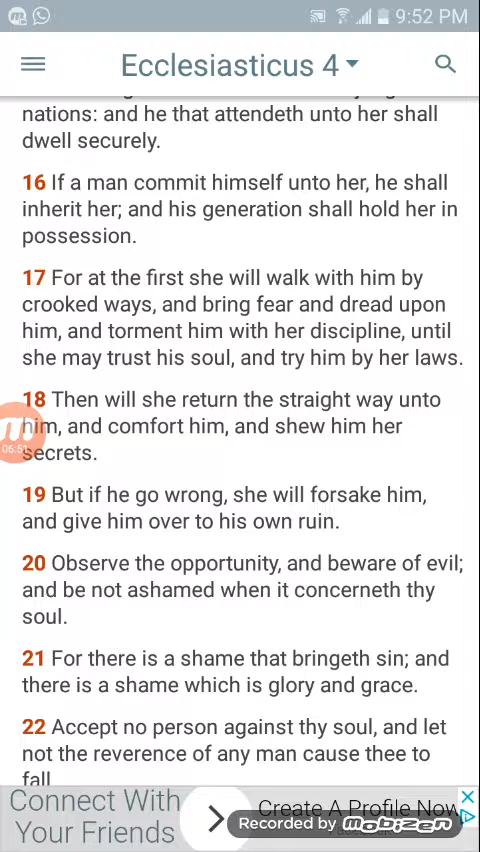 9:52 PM
Ecclesiasticus 4
nations: and he that attendeth unto her shall
dwell securely.
16 If a man commit himself unto her, he shall
inherit her; and his generation shall hold her in
possession.
17 For at the first she will walk with him by
crooked ways, and bring fear and dread upon
him, and torment him with her discipline, until
she may trust his soul, and try him by her laws.
18 Then will she return the straight way unto
him, and comfort him, and shew him her
secrets.
06:51
19 But if he go wrong, she will forsake him,
and give him over to his own ruin.
20 Observe the opportunity, and beware of evil;
and be not ashamed when it concerneth thy
soul.
21 For there is a shame that bringeth sin; and
there is a shame which is glory and grace.
22 Accept no person against thy soul, and let
not the reverence of any man cause thee to
fall
Connect With
Your Friends
Create A Profile Now
Recorded by Mobizen